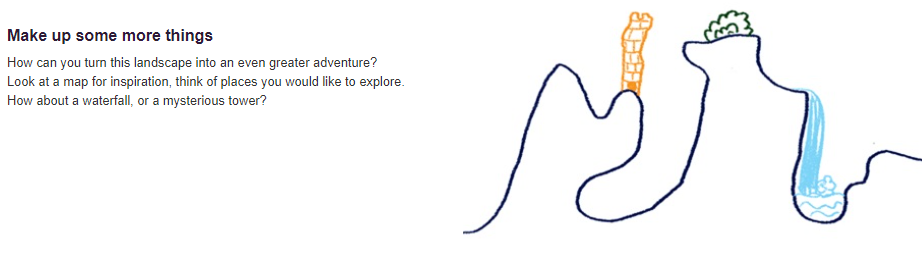 Make up some more things
How can you turn this landscape into an even greater adventure?
Look at a map for inspiration, think of places you would like to explore.
How about a waterfall, or a mysterious tower?